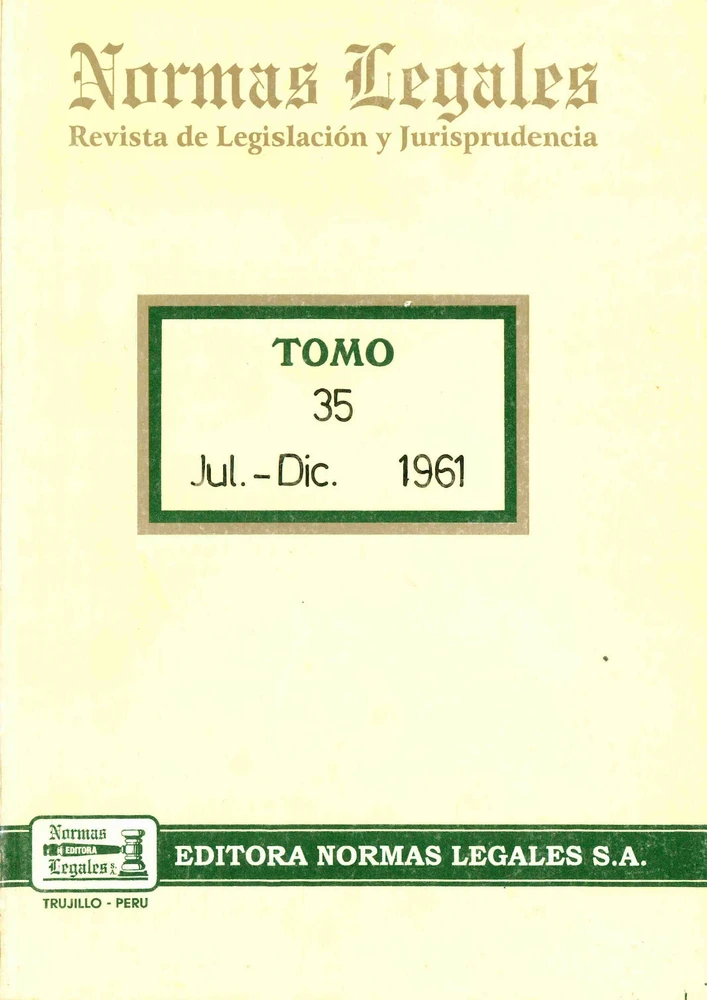 Normas Legales
Revista de Legislación y Jurisprudencia
TOMO
35
Jul. - Dic. 1961
Normas
EDITORA
Legales S.A.
EDITORA NORMAS LEGALES S.A.
TRUJILLO - PERU